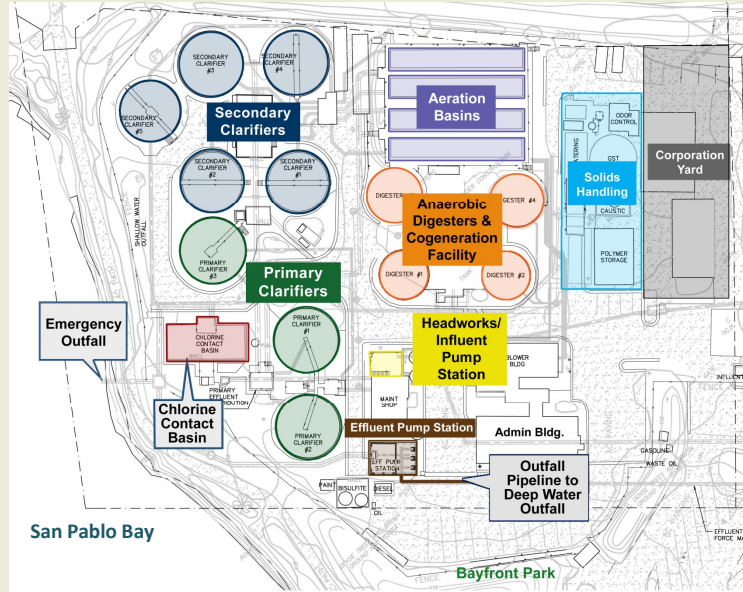 SECONDARY
CLARIFIER
#3
SECONDARY
CLARIFIER
#4
SECONDARY
CLARIFIER
#5
Secondary
Clarifiers
SECONDARY
CLARIFIER
#2
SECONDARY
CLARIFIER
#1
SHALLOW WATER
OUTFALL
PRIMARY
CLARIFIER
#3
Primary
Clarifiers
Aeration
Basins
DIGESTER
GESTER #4
Anaerobic
Digesters &
Cogeneration
Facility
DIGESTER #1
DIGESTER #2
TANK
ODOR
CONTROL
GST
Solids
Handling
CAUSTIC
POLYMER
STORAGE
Corporation
Yard
Emergency
Outfall
CHLORINE
CONTACT
BASIN
Chlorine
Contact
Basin
PRIMARY
EFFLUENT
PRIMARY
CLARIFIER
#1
PRIMARY
CLARIFIER
#2
Headworks/
Influent
Pump
Station
BLOWER
BLDG
MAINT
SHOP
Effluent Pump Station
EFF PUMP
STATION
Admin Bldg.
GASOLINE
WASTE OIL
Outfall
Pipeline to
Deep Water
Outfall
PAINT
BISULFITE
DIESEL
OIL
EFFLUENT
FORCE MA
San Pablo Bay
FENCE
Bayfront Park